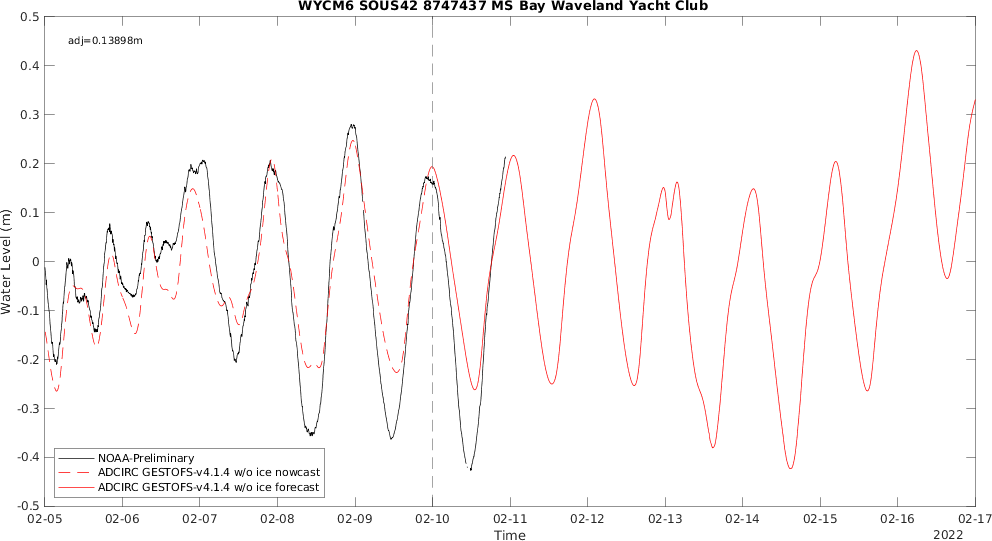 WYCM6 SOUS42 8747437 MS Bay Waveland Yacht Club
adj=0.13898m
0.5
0.4
0.3
0.2
0.1
0
-0.1
-0.2
-0.3
-0.4
-0.5
Water Level (m)
NOAA-Preliminary
ADCIRC GESTOFS-v4.1.4 w/o ice nowcast
ADCIRC GESTOFS-v4.1.4 w/o ice forecast
02-05 02-06 02-07 02-08 02-09 02-10 02-11 02-12 02-13 02-14 02-15 02-16 02-17
Time
2022